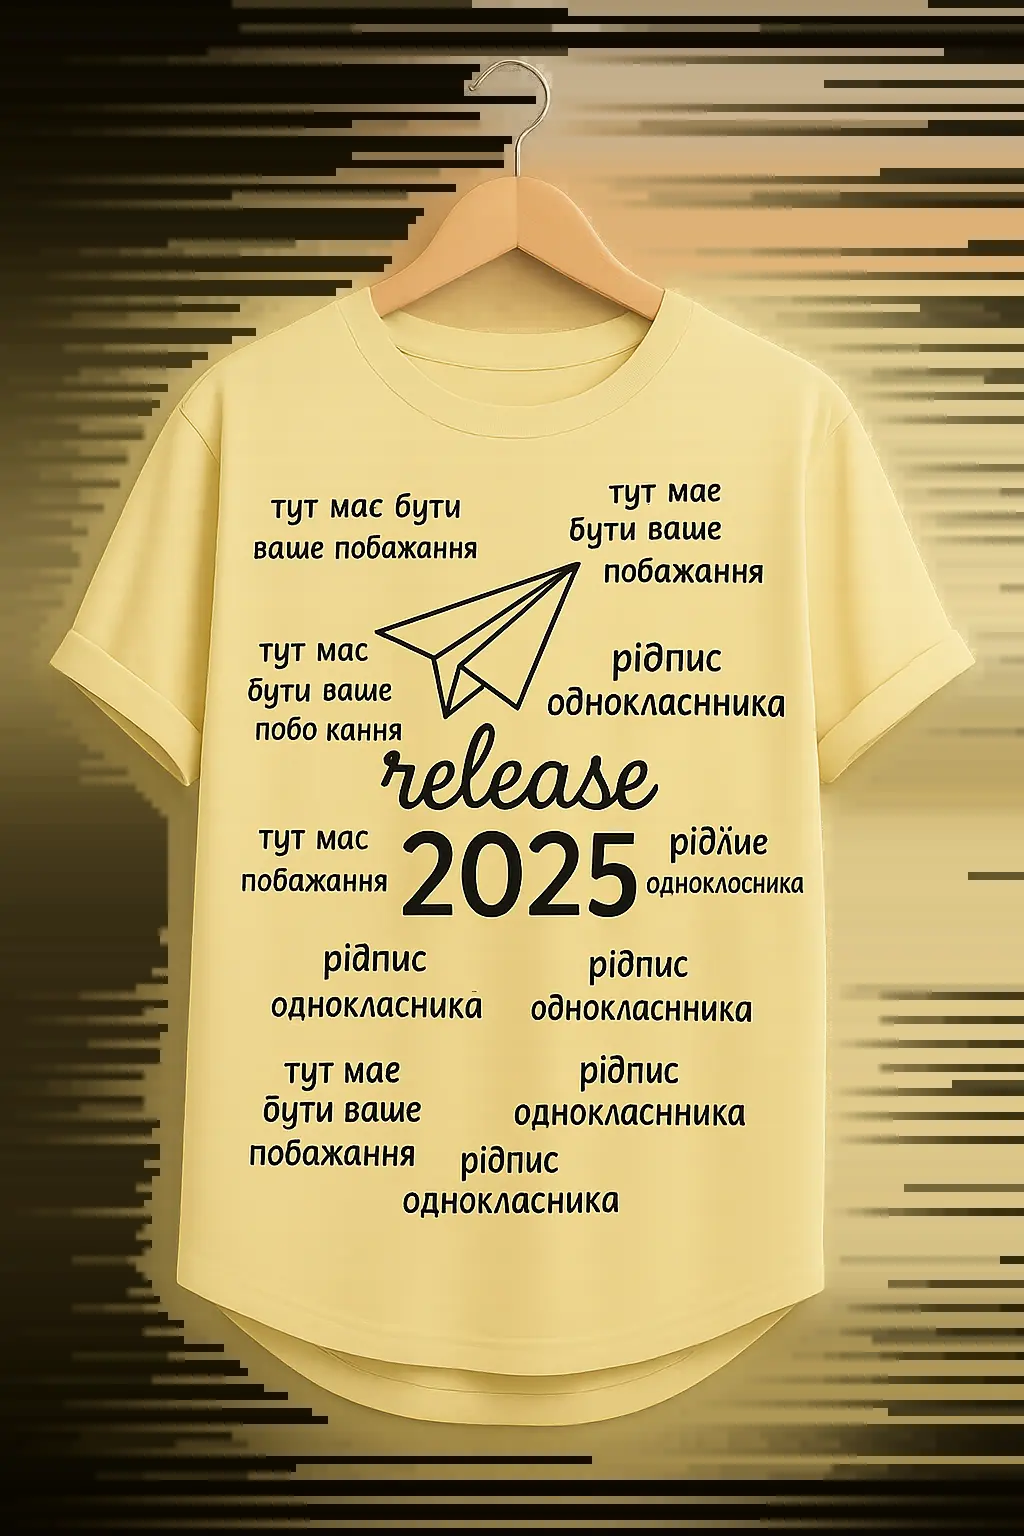 тут має бути
ваше побажання
тут мае
бути ваше
побажання
тут мас
бути ваше
побо кання
рідпис
однокласнника
release
2025
тут мас
побажання
рідӥие
одноклосника
рідпис
однокласника
рідпис
однокласнника
тут мае
бути ваше
побажання
рідпис
однокласнника
рідпис
однокласника